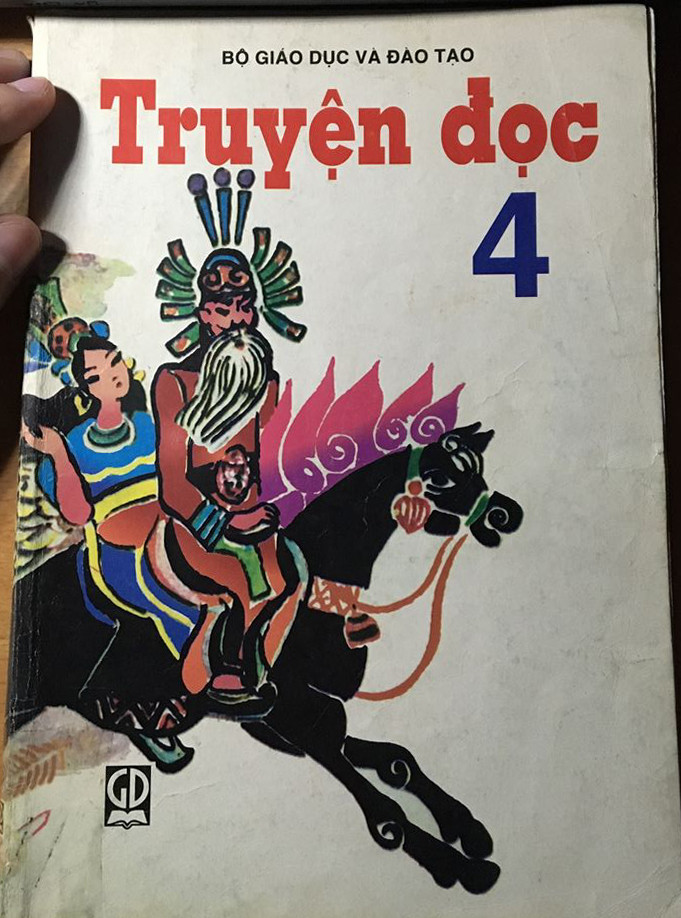 BỘ GIÁO DỤC VÀ ĐÀO TẠO
Truyện đọc
4
GD